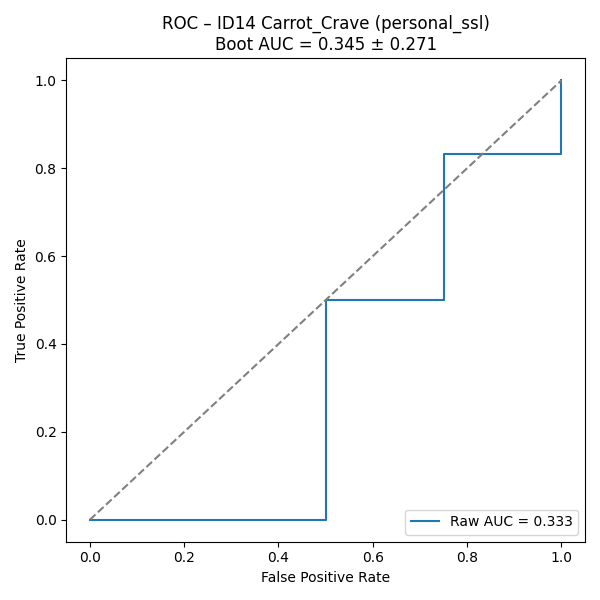 ROC – ID14 Carrot_Crave (personal_ssl)
Boot AUC = 0.345 ± 0.271
1.0
0.8
0.6
0.4
0.2
0.0
True Positive Rate
Raw AUC = 0.333
0.0 0.2 0.4 0.6 0.8 1.0
False Positive Rate